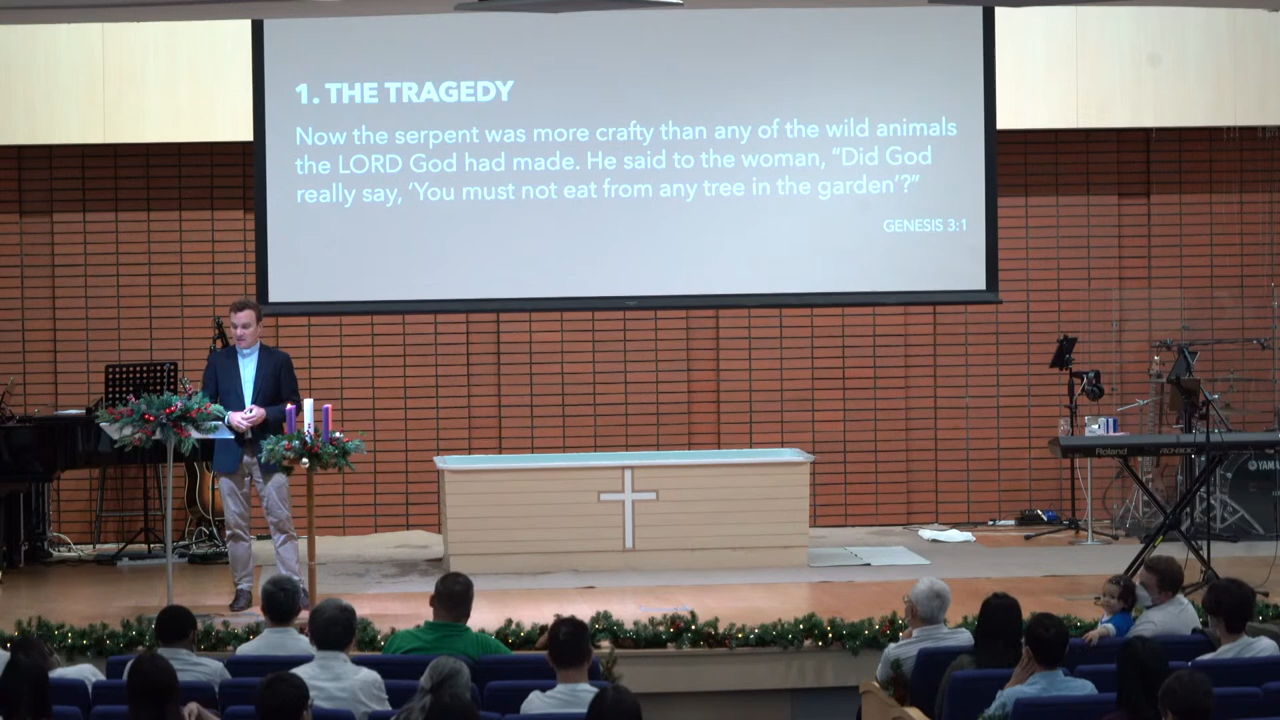 1. THE TRAGEDY
Now the serpent was more crafty than any of the wild animals
the LORD God had made. He said to the woman, “Did God
really say, ‘You must not eat from any tree in the garden’?”
GENESIS 3:1
Roland
YAMA